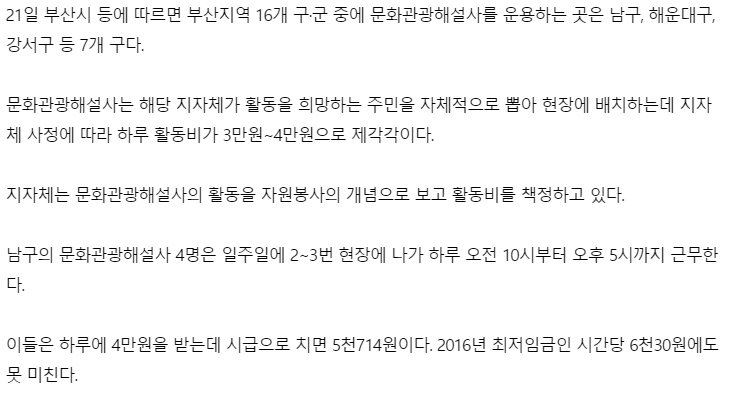 21일 부산시 등에 따르면 부산지역 16개 구·군 중에 문화관광해설사를 운용하는 곳은 남구, 해운대구,
강서구 등 7개 구다.
문화관광해설사는 해당 지자체가 활동을 희망하는 주민을 자체적으로 뽑아 현장에 배치하는데 지자
체 사정에 따라 하루 활동비가 3만원~4만원으로 제각각이다.
지자체는 문화관광해설사의 활동을 자원봉사의 개념으로 보고 활동비를 책정하고 있다.
남구의 문화관광해설사 4명은 일주일에 2~3번 현장에 나가 하루 오전 10시부터 오후 5시까지 근무한
다.
이들은 하루에 4만원을 받는데 시급으로 치면 5천714원이다. 2016년 최저임금인 시간당 6천30원에도
못 미친다.